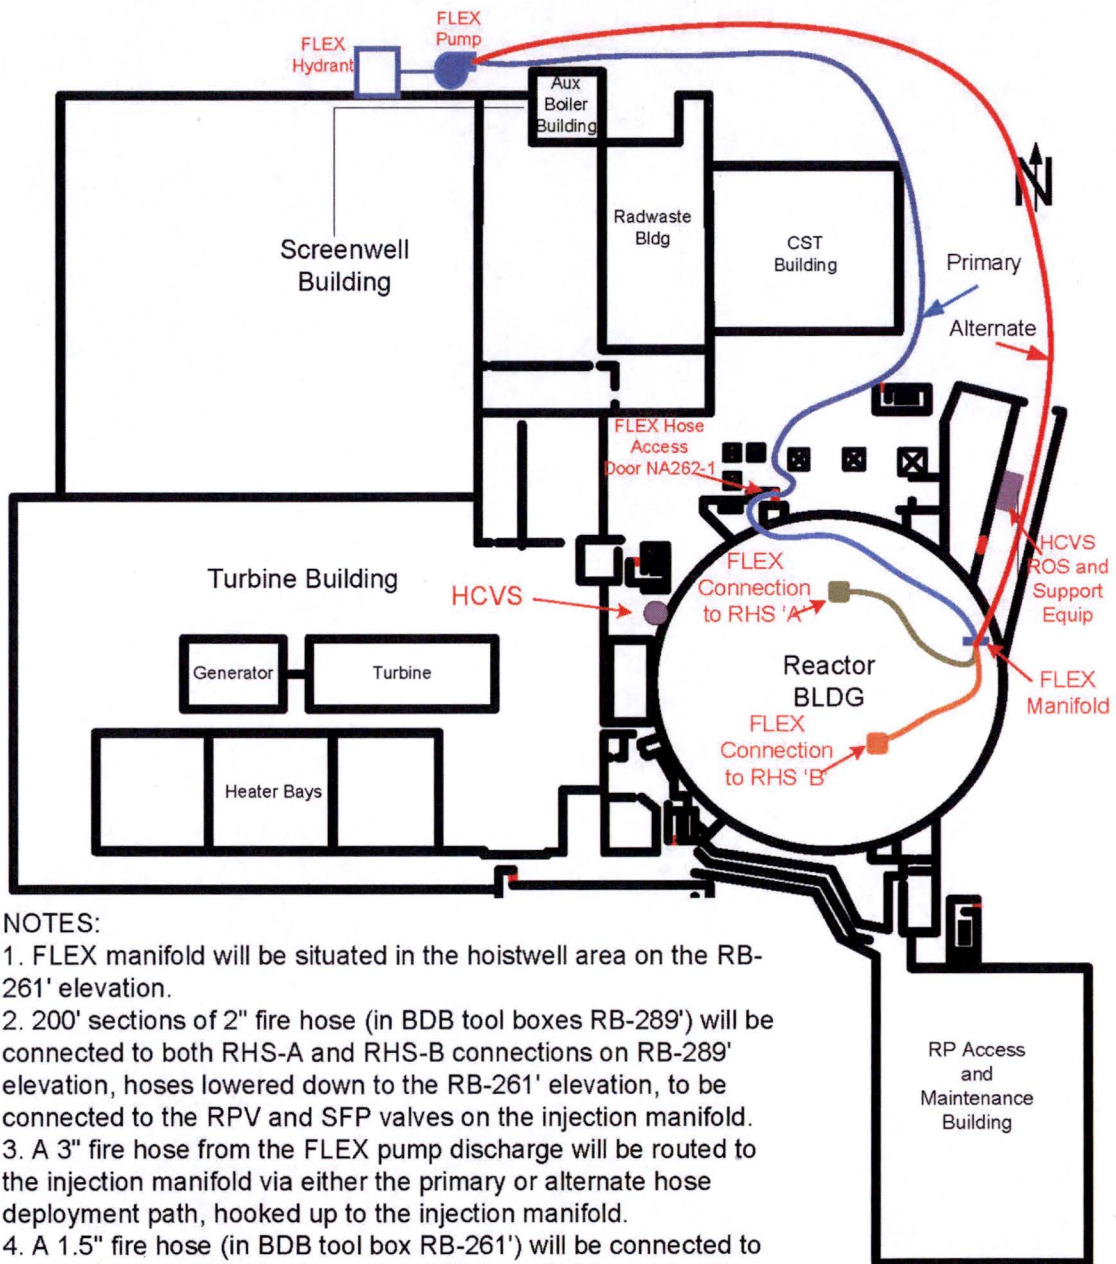 FLEX
Pump
FLEX
Hydrant
Aux
Boiler
Building
N
Radwaste
Bldg
CST
Building
Screenwell
Building
Primary
Alternate
FLEX Hose
Access
Door NA262-1
HCVS
ROS and
Support
Equip
FLEX
Connection
to RHS 'A'
Turbine Building
HCVS
Generator
Turbine
Reactor
BLDG
FLEX
Manifold
FLEX
Connection
to RHS 'B'
Heater Bays
NOTES:
1. FLEX manifold will be situated in the hoistwell area on the RB-
261' elevation.
2. 200' sections of 2" fire hose (in BDB tool boxes RB-289') will be
connected to both RHS-A and RHS-B connections on RB-289'
elevation, hoses lowered down to the RB-261' elevation, to be
connected to the RPV and SFP valves on the injection manifold.
3. A 3" fire hose from the FLEX pump discharge will be routed to
the injection manifold via either the primary or alternate hose
deployment path, hooked up to the injection manifold.
4. A 1.5" fire hose (in BDB tool box RB-261') will be connected to
RP Access
and
Maintenance
Building